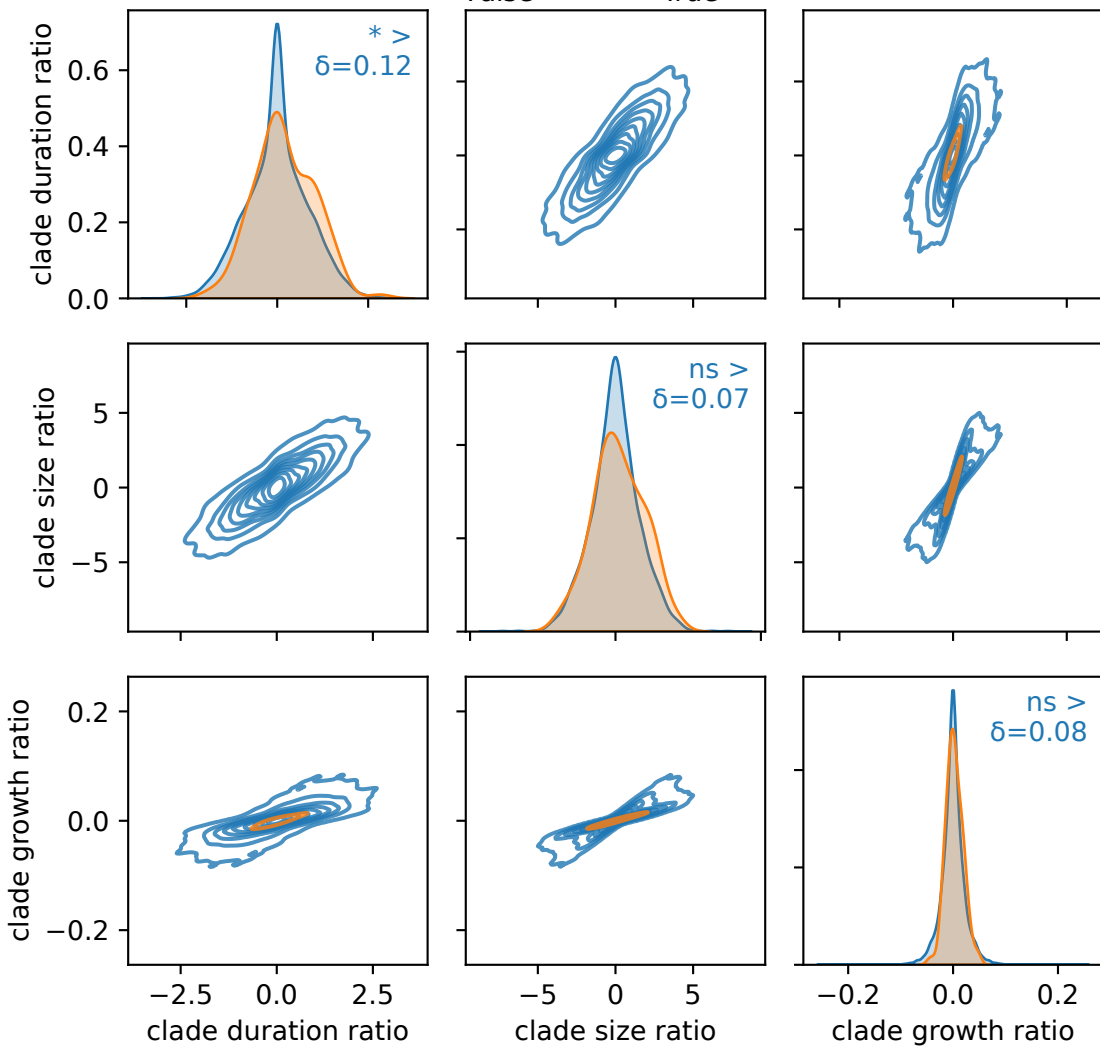 * >
δ=0.12
clade duration ratio
0.6
0.4
0.2
0.0
ns >
δ=0.07
clade size ratio
5
0
−5
ns >
δ=0.08
clade growth ratio
0.2
0.0
−0.2
−2.5 0.0 2.5 −5 0 5 −0.2 0.0 0.2
clade duration ratio clade size ratio clade growth ratio